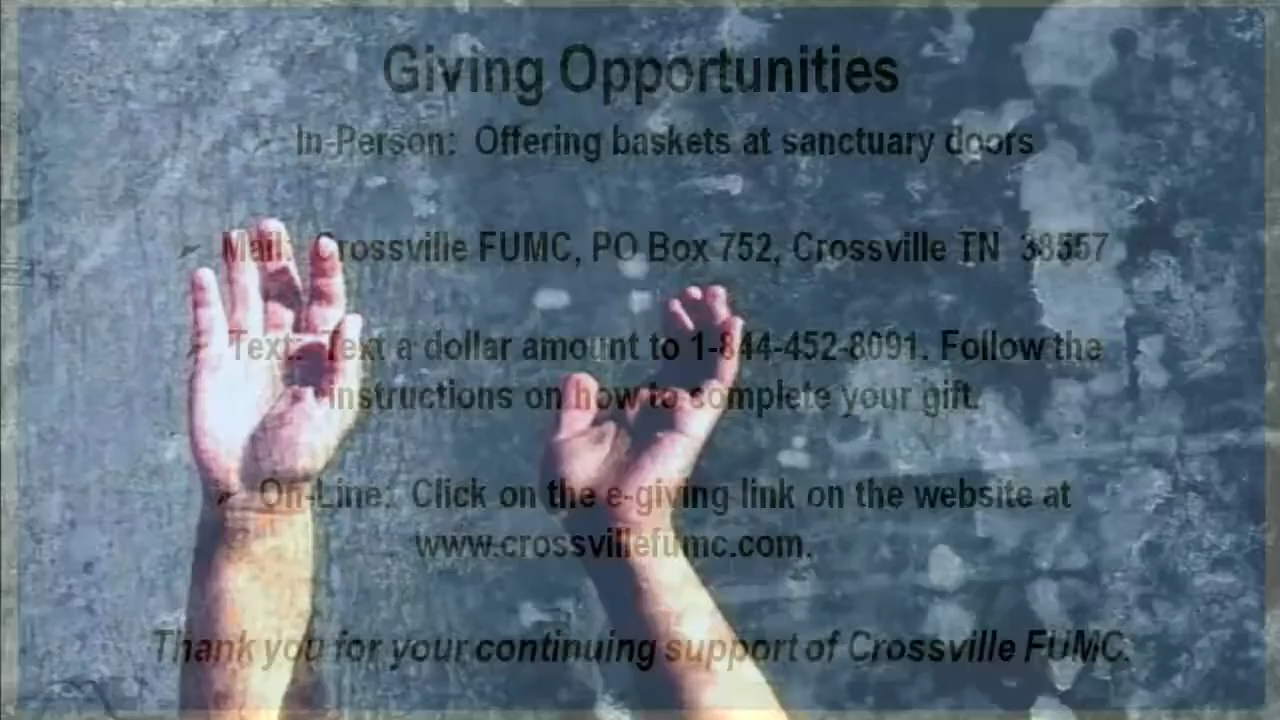 Giving Opportunities
In-Person: Offering baskets at sanctuary doors
Mail: Crossville FUMC, PO Box 752, Crossville TN 38557
Text: Text a dollar amount to 1-844-452-8091. Follow the
instructions on how to complete your gift.
On-Line: Click on the e-giving link on the website at
www.crossvillefumc.com.
Thank you for your continuing support of Crossville FUMC.